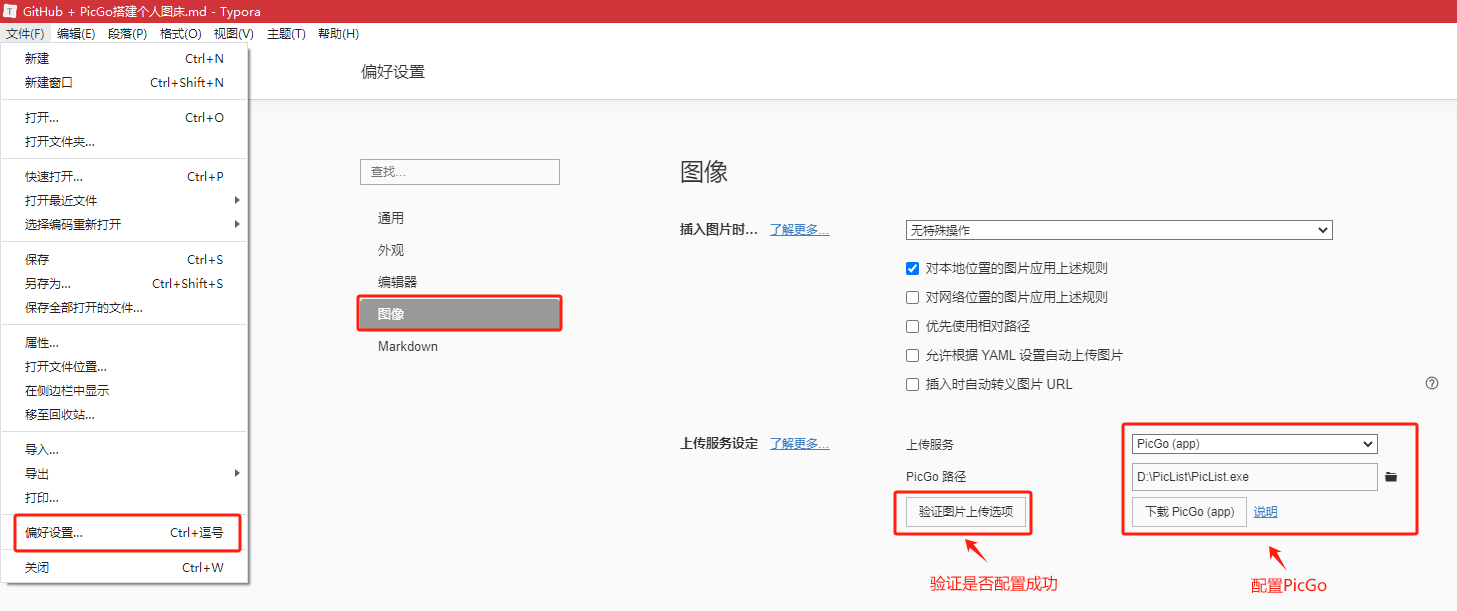 GitHub + PicGo搭建个人图床.md - Typora
文件(F) 编辑(E) 段落(P) 格式(O) 视图(V) 主题(T) 帮助(H)
新建 Ctrl+N
新建窗口 Ctrl+Shift+N
打开... Ctrl+O
打开文件夹...
快速打开... Ctrl+P
打开最近文件
选择编码重新打开
保存 Ctrl+S
另存为... Ctrl+Shift+S
保存全部打开的文件...
属性...
打开文件位置...
在侧边栏中显示
移至回收站...
导入...
导出
打印...
偏好设置... Ctrl+逗号
关闭 Ctrl+W
偏好设置
查找...
通用
外观
编辑器
图像
Markdown
图像
插入图片时... 了解更多... 无特殊操作
对本地位置的图片应用上述规则
对网络位置的图片应用上述规则
优先使用相对路径
允许根据 YAML 设置自动上传图片
插入时自动转义图片 URL
上传服务设定 了解更多... 上传服务 PicGo (app)
PicGo 路径 D:\PicList\PicList.exe
验证图片上传选项 下载 PicGo (app) 说明
验证是否配置成功 配置PicGo